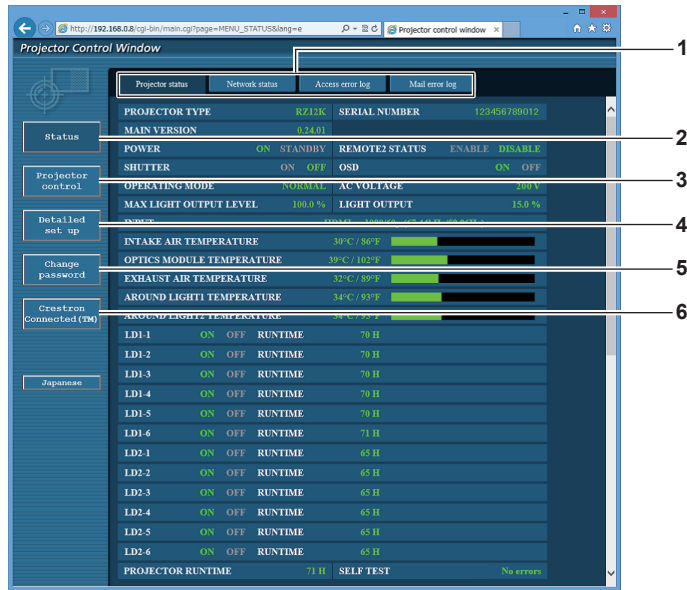 http://192.168.0.8/cgi-bin/main.cgi?page=MENU_STATUS&lang=e
Projector control window
Projector Control Window
1
Projector status Network status Access error log Mail error log
PROJECTOR TYPE RZ12K SERIAL NUMBER 123456789012
MAIN VERSION 0.24.01
Status
2
POWER ON STANDBY REMOTE2 STATUS ENABLE DISABLE
SHUTTER ON OFF OSD ON OFF
Projector control
3
OPERATING MODE NORMAL AC VOLTAGE 200 V
MAX LIGHT OUTPUT LEVEL 100.0 % LIGHT OUTPUT 15.0 %
Detailed set up
4
INPUT
INTAKE AIR TEMPERATURE 30°C / 86°F
OPTICS MODULE TEMPERATURE 39°C / 102°F
Change password
5
EXHAUST AIR TEMPERATURE 32°C / 89°F
AROUND LIGHT1 TEMPERATURE 34°C / 93°F
Crestron Connected(TM)
6
AROUND LIGHT2 TEMPERATURE 34°C / 93°F
LD1-1 ON OFF RUNTIME 70 H
LD1-2 ON OFF RUNTIME 70 H
LD1-3 ON OFF RUNTIME 70 H
Japanese
LD1-4 ON OFF RUNTIME 70 H
LD1-5 ON OFF RUNTIME 70 H
LD1-6 ON OFF RUNTIME 71 H
LD2-1 ON OFF RUNTIME 65 H
LD2-2 ON OFF RUNTIME 65 H
LD2-3 ON OFF RUNTIME 65 H
LD2-4 ON OFF RUNTIME 65 H
LD2-5 ON OFF RUNTIME 65 H
LD2-6 ON OFF RUNTIME 65 H
PROJECTOR RUNTIME 71 H SELF TEST No errors